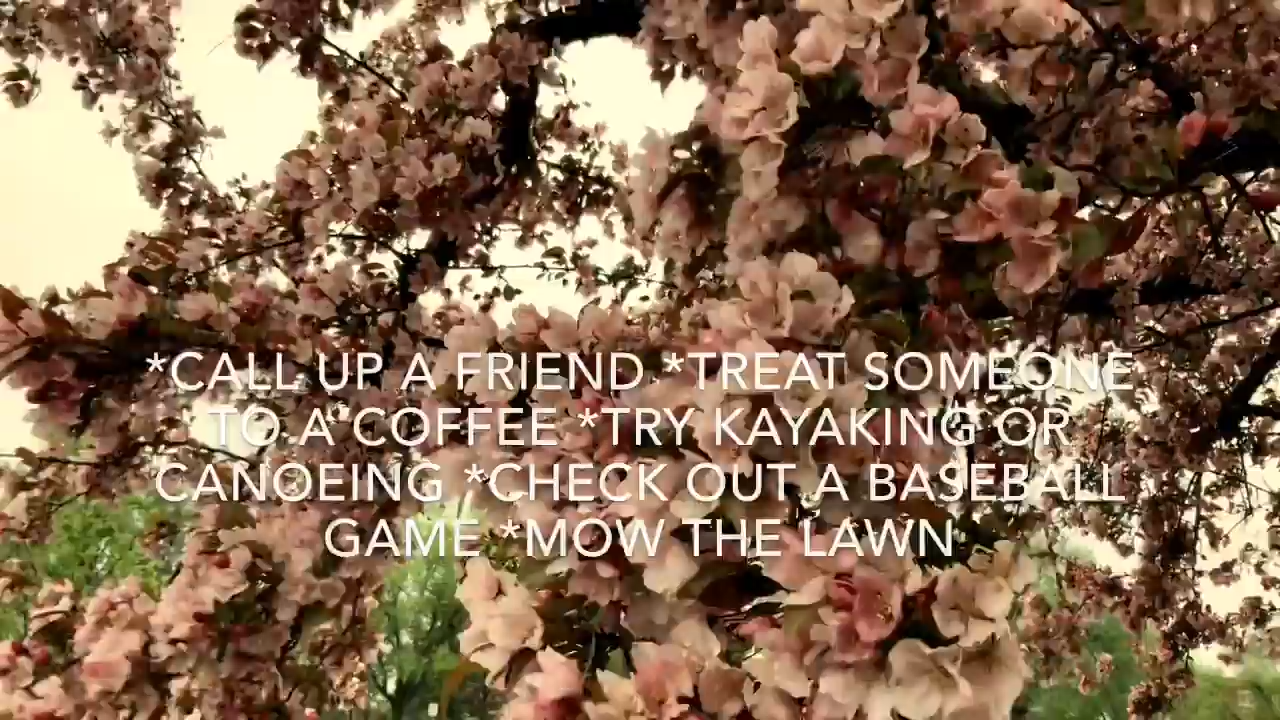 *CALL UP A FRIEND *TREAT SOMEONE
TO A COFFEE *TRY KAYAKING OR
CANOEING *CHECK OUT A BASEBALL
GAME *MOW THE LAWN